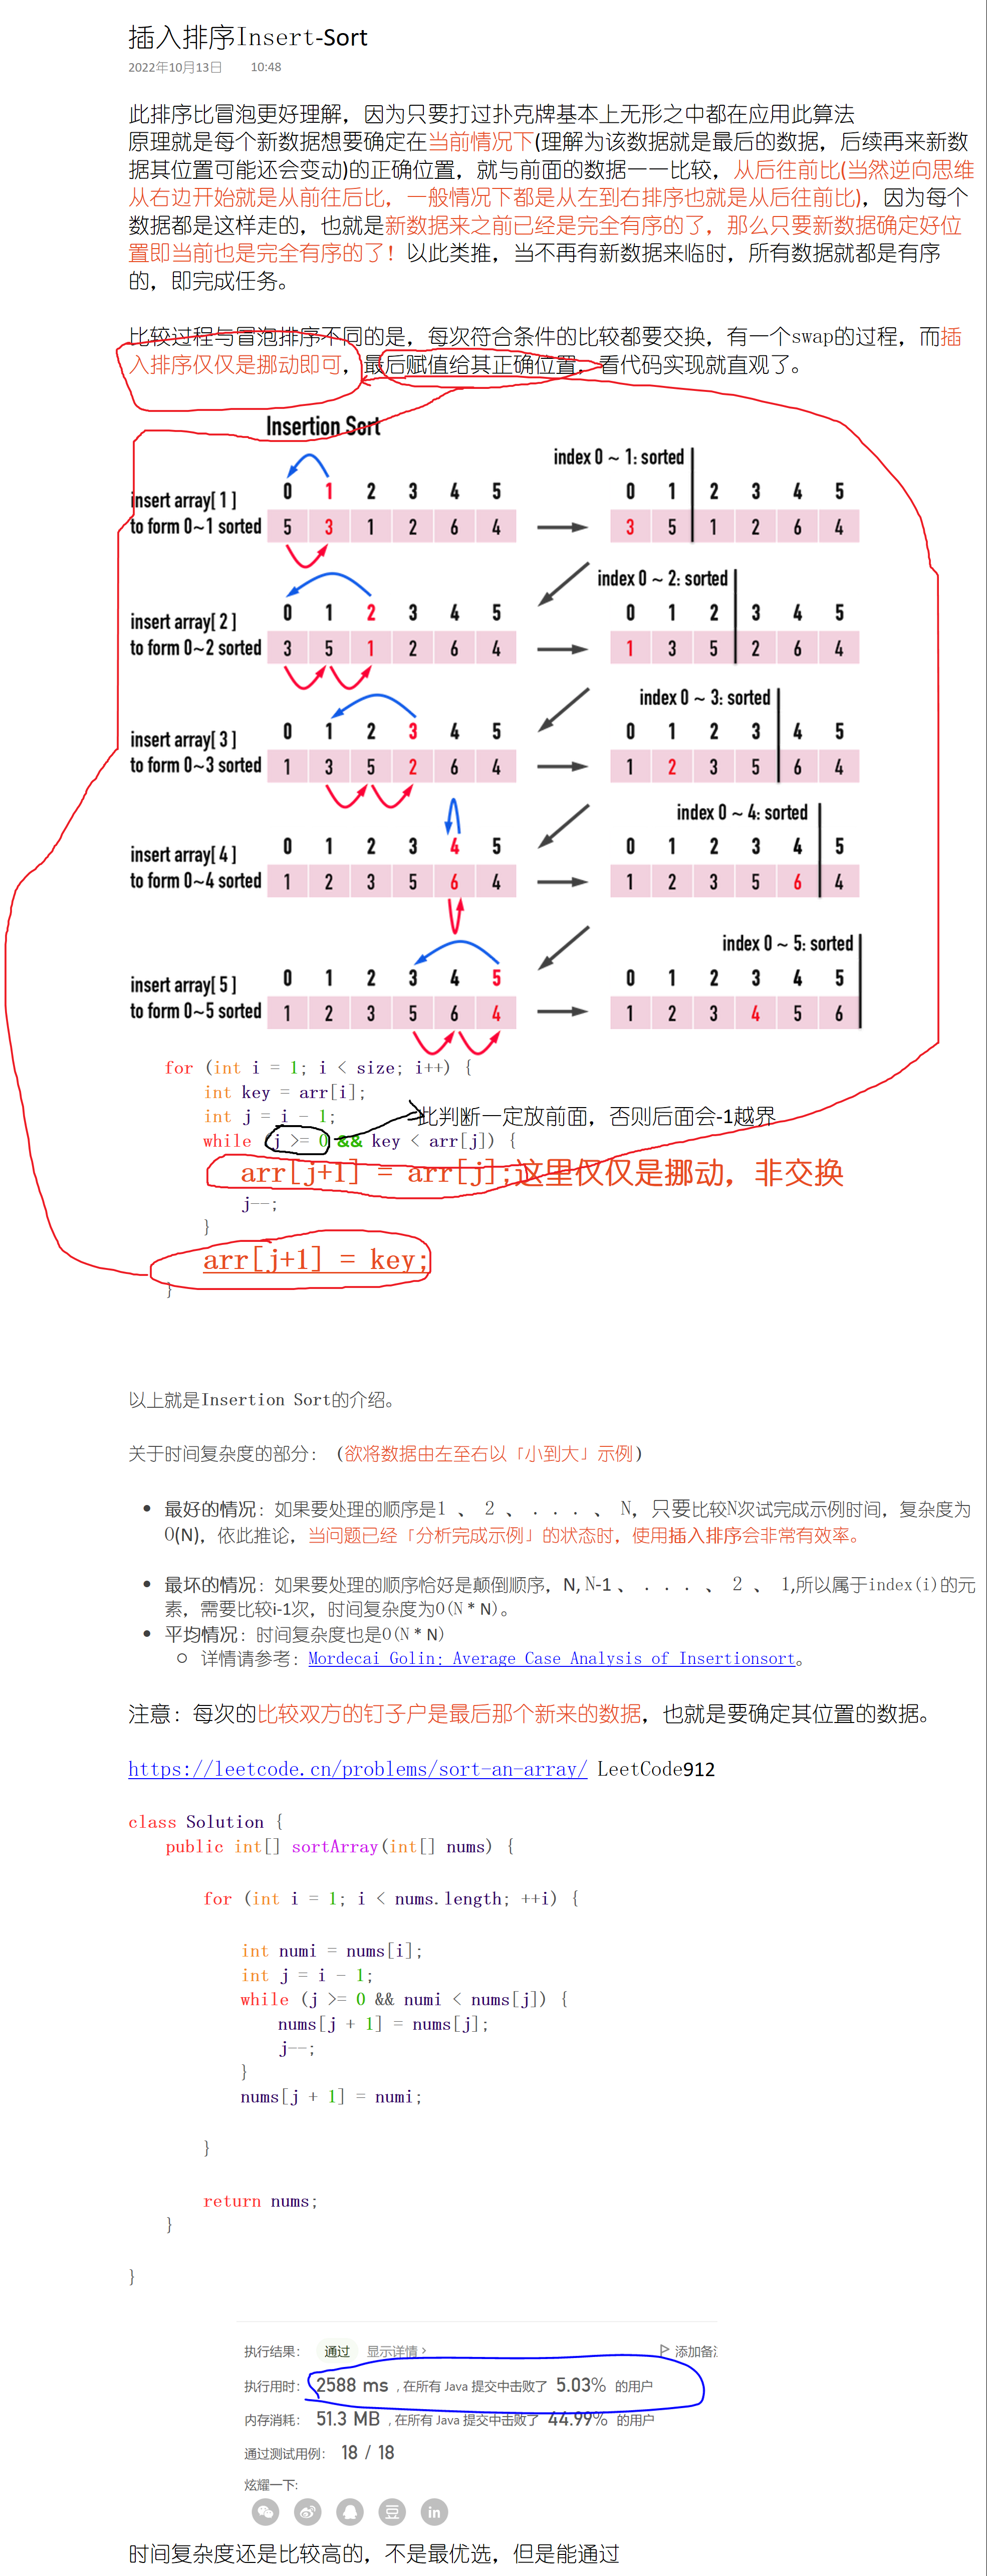 插入排序Insert-Sort
2022年10月13日 10:48
此排序比冒泡更好理解，因为只要打过扑克牌基本上无形之中都在应用此算法
原理就是每个新数据想要确定在当前情况下(理解为该数据就是最后的数据，后续再来新数
据其位置可能还会变动)的正确位置，就与前面的数据一一比较，从后往前比(当然逆向思维
从右边开始就是从前往后比，一般情况下都是从左到右排序也就是从后往前比)，因为每个
数据都是这样走的，也就是新数据来之前已经是完全有序的了，那么只要新数据确定好位
置即当前也是完全有序的了！以此类推，当不再有新数据来临时，所有数据就都是有序
的，即完成任务。
比较过程与冒泡排序不同的是，每次符合条件的比较都要交换，有一个swap的过程，而插
入排序仅仅是挪动即可，最后赋值给其正确位置，看代码实现就直观了。
Insertion Sort
index 0 ~ 1: sorted
insert array[ 1 ] 0 1 2 3 4 5 0 1 2 3 4 5
to form 0~1 sorted 5 3 1 2 6 4 3 5 1 2 6 4
index 0 ~ 2: sorted
insert array[ 2 ] 0 1 2 3 4 5 0 1 2 3 4 5
to form 0~2 sorted 3 5 1 2 6 4 1 3 5 2 6 4
index 0 ~ 3: sorted
insert array[ 3 ] 0 1 2 3 4 5 0 1 2 3 4 5
to form 0~3 sorted 1 3 5 2 6 4 1 2 3 5 6 4
index 0 ~ 4: sorted
insert array[ 4 ] 0 1 2 3 4 5 0 1 2 3 4 5
to form 0~4 sorted 1 2 3 5 6 4 1 2 3 5 6 4
index 0 ~ 5: sorted
insert array[ 5 ] 0 1 2 3 4 5 0 1 2 3 4 5
to form 0~5 sorted 1 2 3 5 6 4 1 2 3 4 5 6
for (int i = 1; i < size; i++) {
int key = arr[i];
int j = i - 1; 此判断一定放前面，否则后面会-1越界
while (j >= 0 && key < arr[j]) {
arr[j+1] = arr[j];这里仅仅是挪动，非交换
j--;
}
arr[j+1] = key;
}
以上就是Insertion Sort的介绍。
关于时间复杂度的部分：（欲将数据由左至右以「小到大」示例）
• 最好的情况：如果要处理的顺序是1 、 2 、 . . . 、 N，只要比较N次试完成示例时间，复杂度为
O(N)，依此推论，当问题已经「分析完成示例」的状态时，使用插入排序会非常有效率。
• 最坏的情况：如果要处理的顺序恰好是颠倒顺序，N, N-1 、 . . . 、 2 、 1,所以属于index(i)的元
素，需要比较i-1次，时间复杂度为O(N * N)。
• 平均情况：时间复杂度也是O(N * N)
○ 详情请参考：Mordecai Golin: Average Case Analysis of Insertionsort。
注意：每次的比较双方的钉子户是最后那个新来的数据，也就是要确定其位置的数据。
https://leetcode.cn/problems/sort-an-array/ LeetCode912
class Solution {
public int[] sortArray(int[] nums) {
for (int i = 1; i < nums.length; ++i) {
int numi = nums[i];
int j = i - 1;
while (j >= 0 && numi < nums[j]) {
nums[j + 1] = nums[j];
j--;
}
nums[j + 1] = numi;
}
return nums;
}
}
执行结果： 通过 显示详情 › 添加备
执行用时： 2588 ms , 在所有 Java 提交中击败了 5.03% 的用户
内存消耗： 51.3 MB , 在所有 Java 提交中击败了 44.99% 的用户
通过测试用例： 18 / 18
炫耀一下:
豆 in
时间复杂度还是比较高的，不是最优选，但是能通过